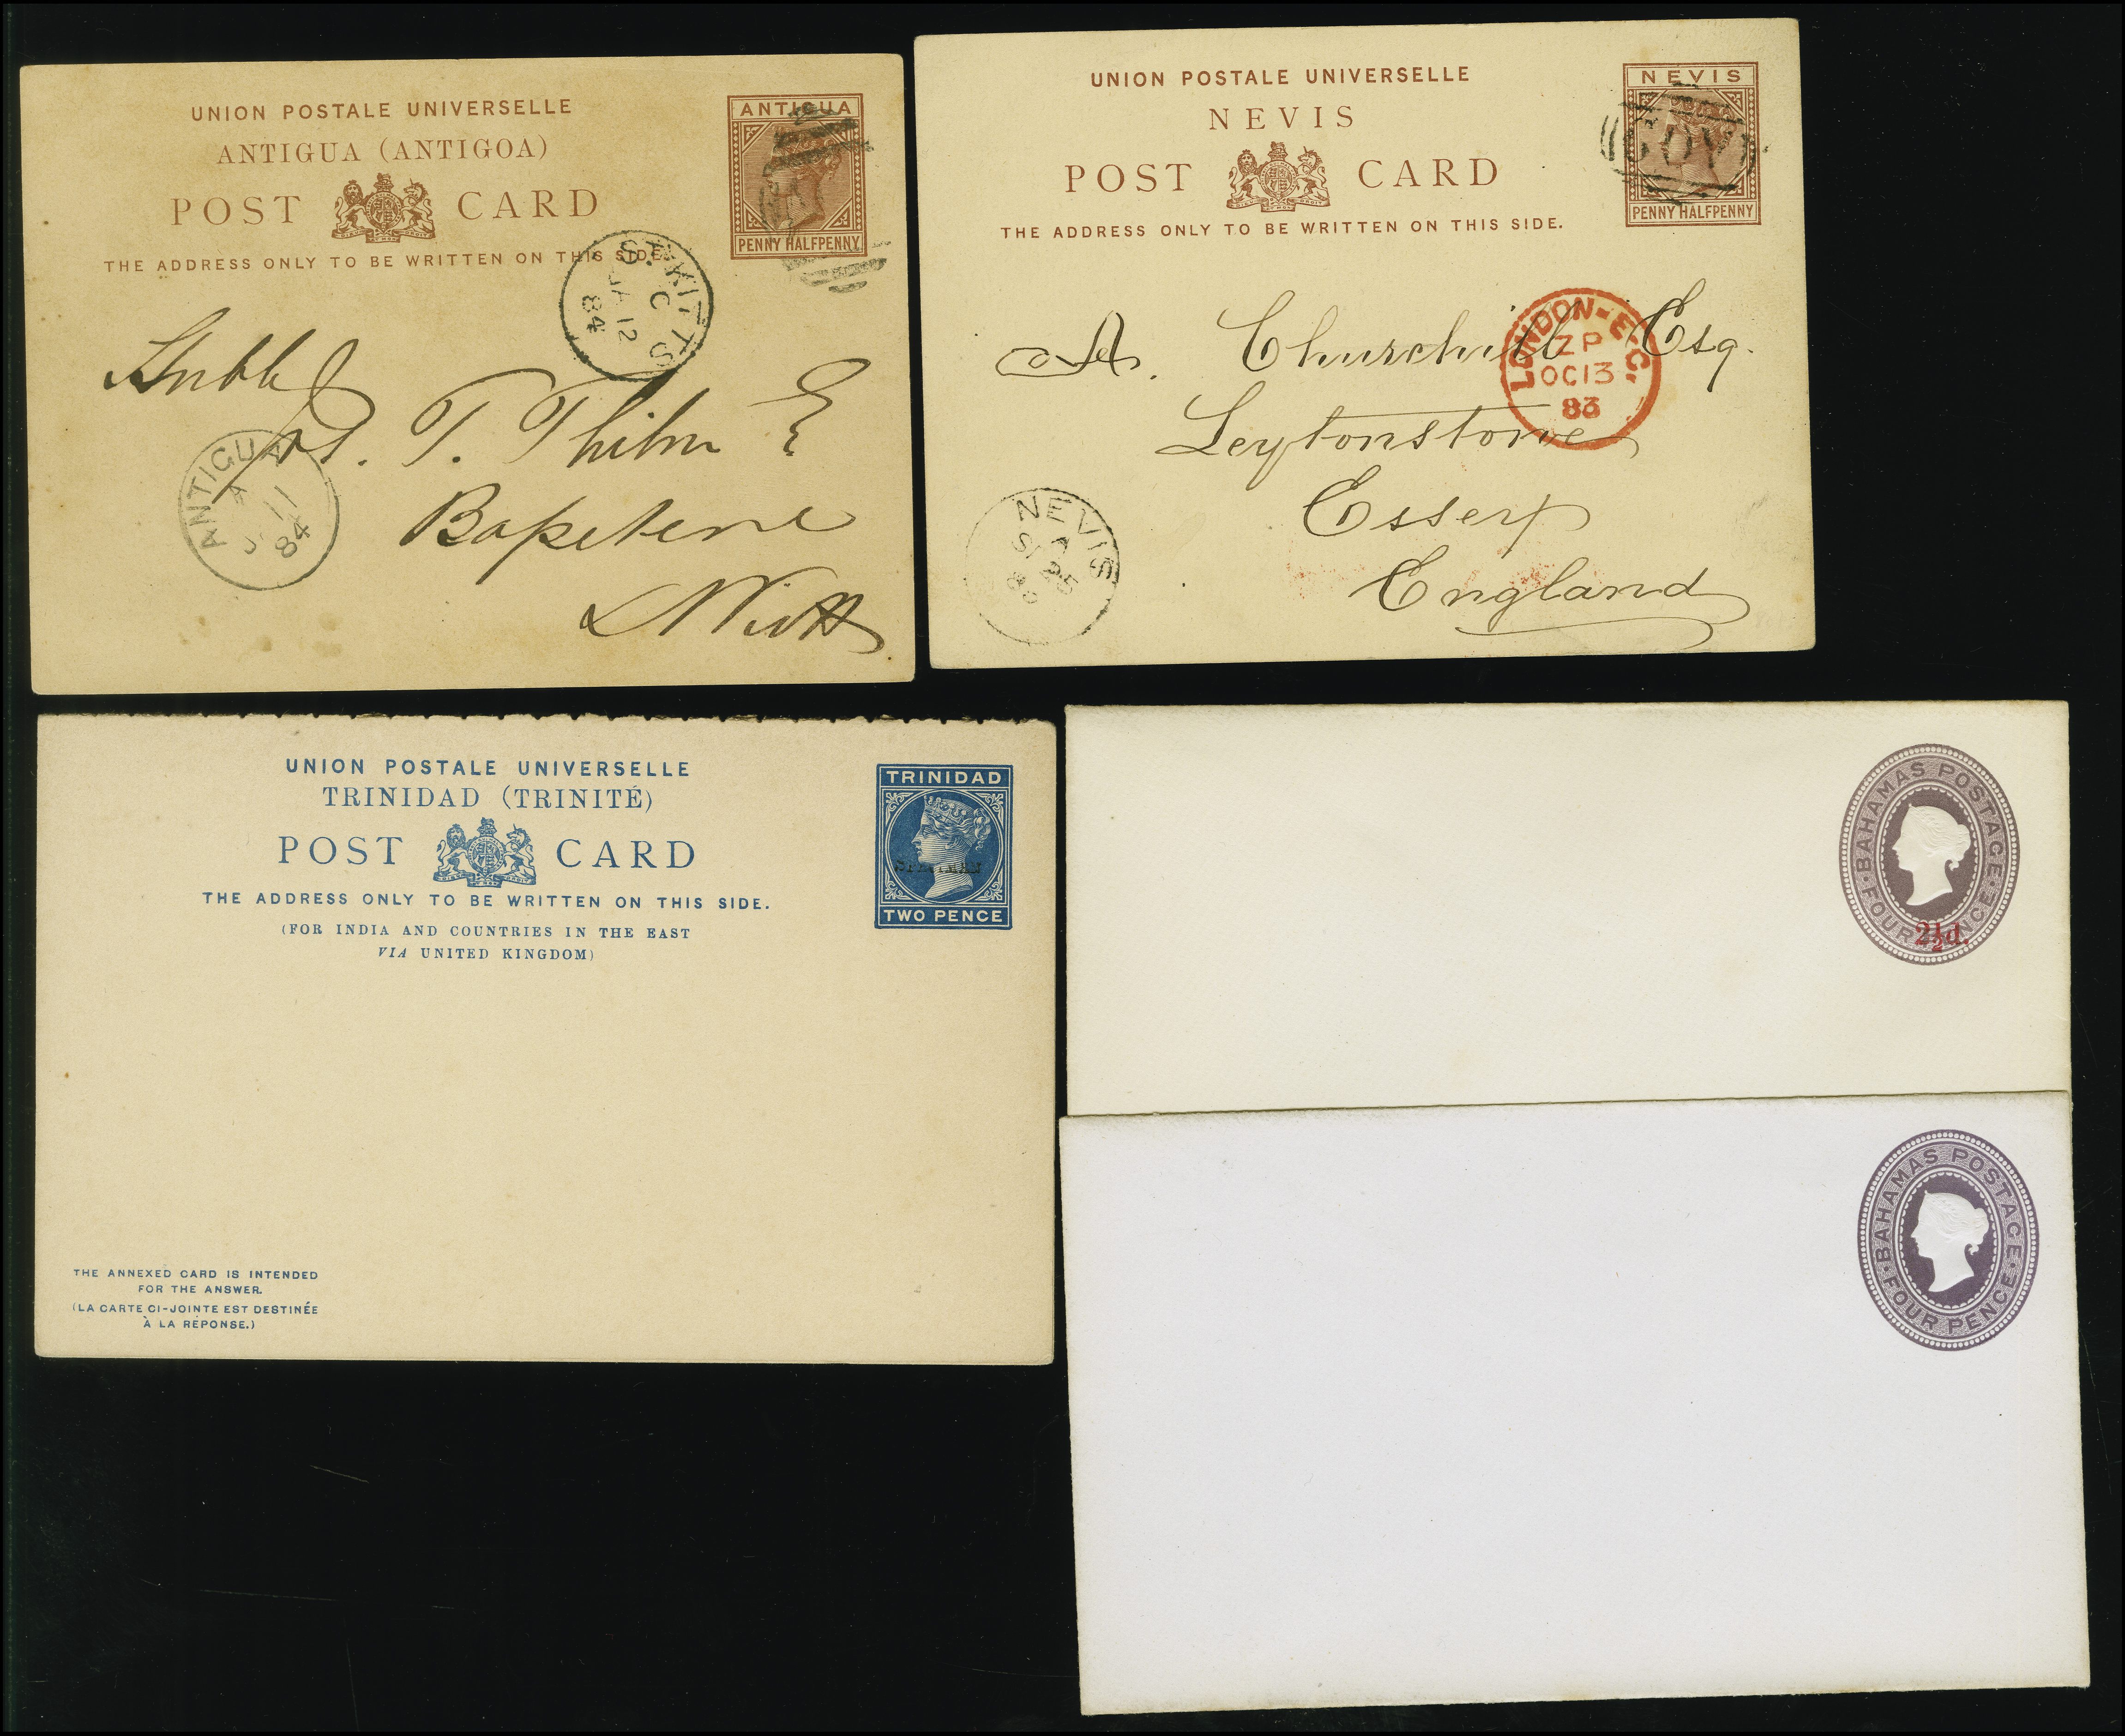 UNION POSTALE UNIVERSELLE
ANTIGUA (ANTIGOA)
POST CARD
THE ADDRESS ONLY TO BE WRITTEN ON THIS SIDE.
ANTIGUA
PENNY HALFPENNY
ST. KITTS
C
JA 12
84
T.
ANTIGUA
A
11
84
UNION POSTALE UNIVERSELLE
NEVIS
POST CARD
THE ADDRESS ONLY TO BE WRITTEN ON THIS SIDE.
NEVIS
PENNY HALFPENNY
A09
A. Churchill Esq.
Leytonstone
Essex
England
LONDON-E.C.
ZP
OC 13
83
NEVIS
UNION POSTALE UNIVERSELLE
TRINIDAD (TRINITÉ)
POST CARD
THE ADDRESS ONLY TO BE WRITTEN ON THIS SIDE.
(FOR INDIA AND COUNTRIES IN THE EAST
VIA UNITED KINGDOM)
TRINIDAD
SPECIMEN
TWO PENCE
THE ANNEXED CARD IS INTENDED
FOR THE ANSWER.
(LA CARTE CI-JOINTE EST DESTINÉE
À LA RÉPONSE.)
BAHAMAS POSTAGE
FOUR PENCE
2½d.
BAHAMAS POSTAGE
FOUR PENCE